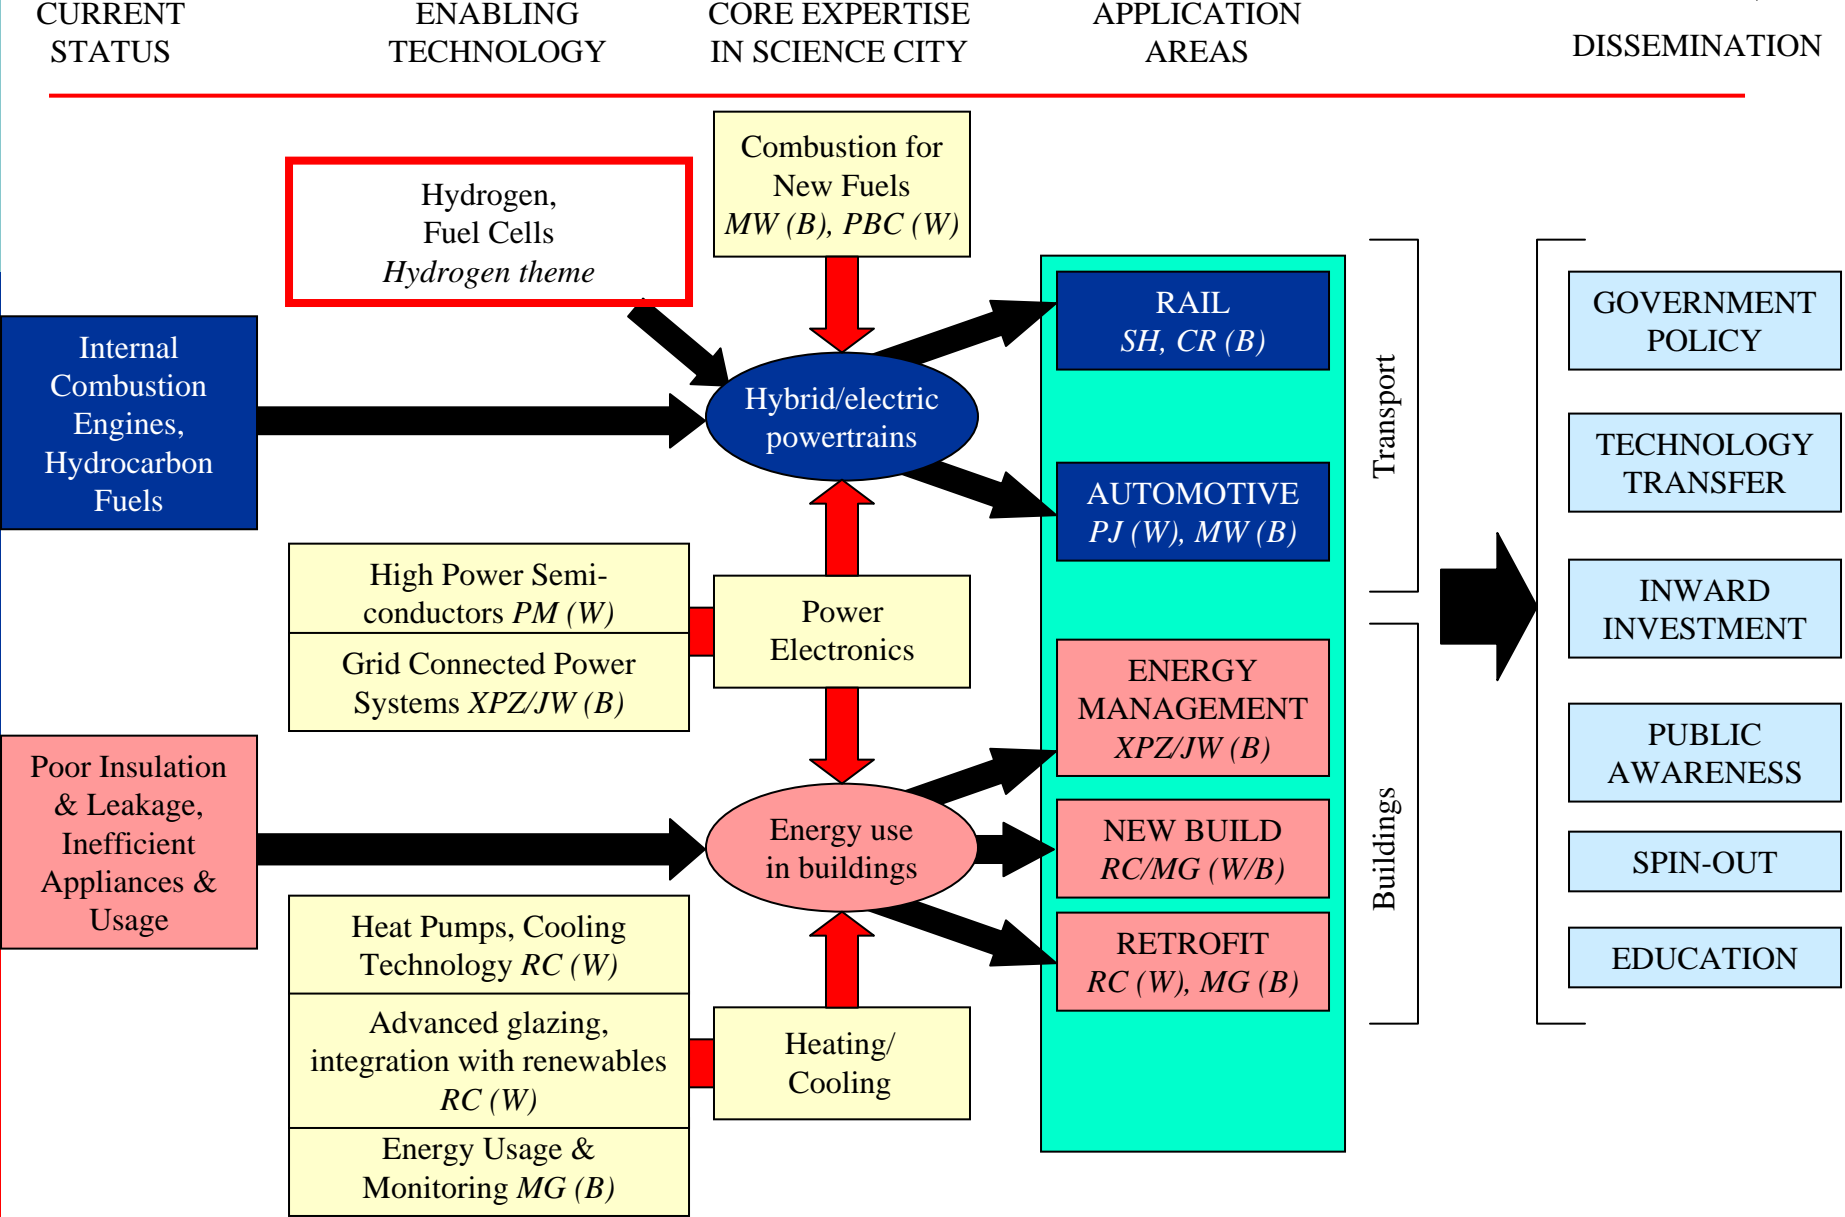 CURRENT
STATUS
ENABLING
TECHNOLOGY
CORE EXPERTISE
IN SCIENCE CITY
APPLICATION
AREAS
DISSEMINATION
Combustion for
New Fuels
MW (B), PBC (W)
Hydrogen,
Fuel Cells
Hydrogen theme
Internal
Combustion
Engines,
Hydrocarbon
Fuels
Hybrid/electric
powertrains
RAIL
SH, CR (B)
AUTOMOTIVE
PJ (W), MW (B)
Transport
High Power Semi-
conductors PM (W)
Grid Connected Power
Systems XPZ/JW (B)
Power
Electronics
ENERGY
MANAGEMENT
XPZ/JW (B)
Poor Insulation
& Leakage,
Inefficient
Appliances &
Usage
Energy use
in buildings
NEW BUILD
RC/MG (W/B)
RETROFIT
RC (W), MG (B)
Buildings
Heat Pumps, Cooling
Technology RC (W)
Advanced glazing,
integration with renewables
RC (W)
Energy Usage &
Monitoring MG (B)
Heating/
Cooling
GOVERNMENT
POLICY
TECHNOLOGY
TRANSFER
INWARD
INVESTMENT
PUBLIC
AWARENESS
SPIN-OUT
EDUCATION